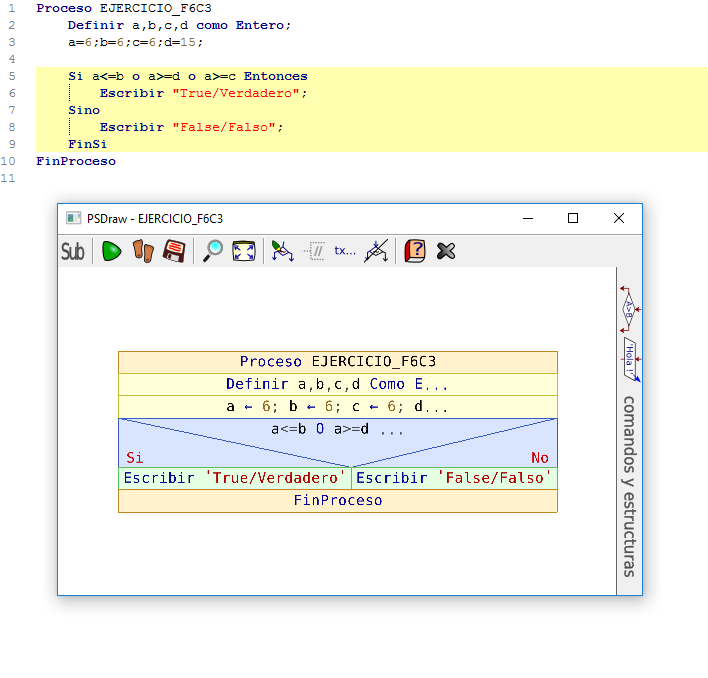 1 Proceso EJERCICIO_F6C3
2 Definir a,b,c,d como Entero;
3 a=6;b=6;c=6;d=15;
4
5 Si a<=b o a>=d o a>=c Entonces
6 Escribir "True/Verdadero";
7 Sino
8 Escribir "False/Falso";
9 FinSi
10 FinProceso
11
PSDraw - EJERCICIO_F6C3
Sub // tx... ?
A>B
'Hola !'
comandos y estructuras
Proceso EJERCICIO_F6C3
Definir a,b,c,d Como E...
a ← 6; b ← 6; c ← 6; d...
a<=b O a>=d ...
Si No
Escribir 'True/Verdadero' Escribir 'False/Falso'
FinProceso